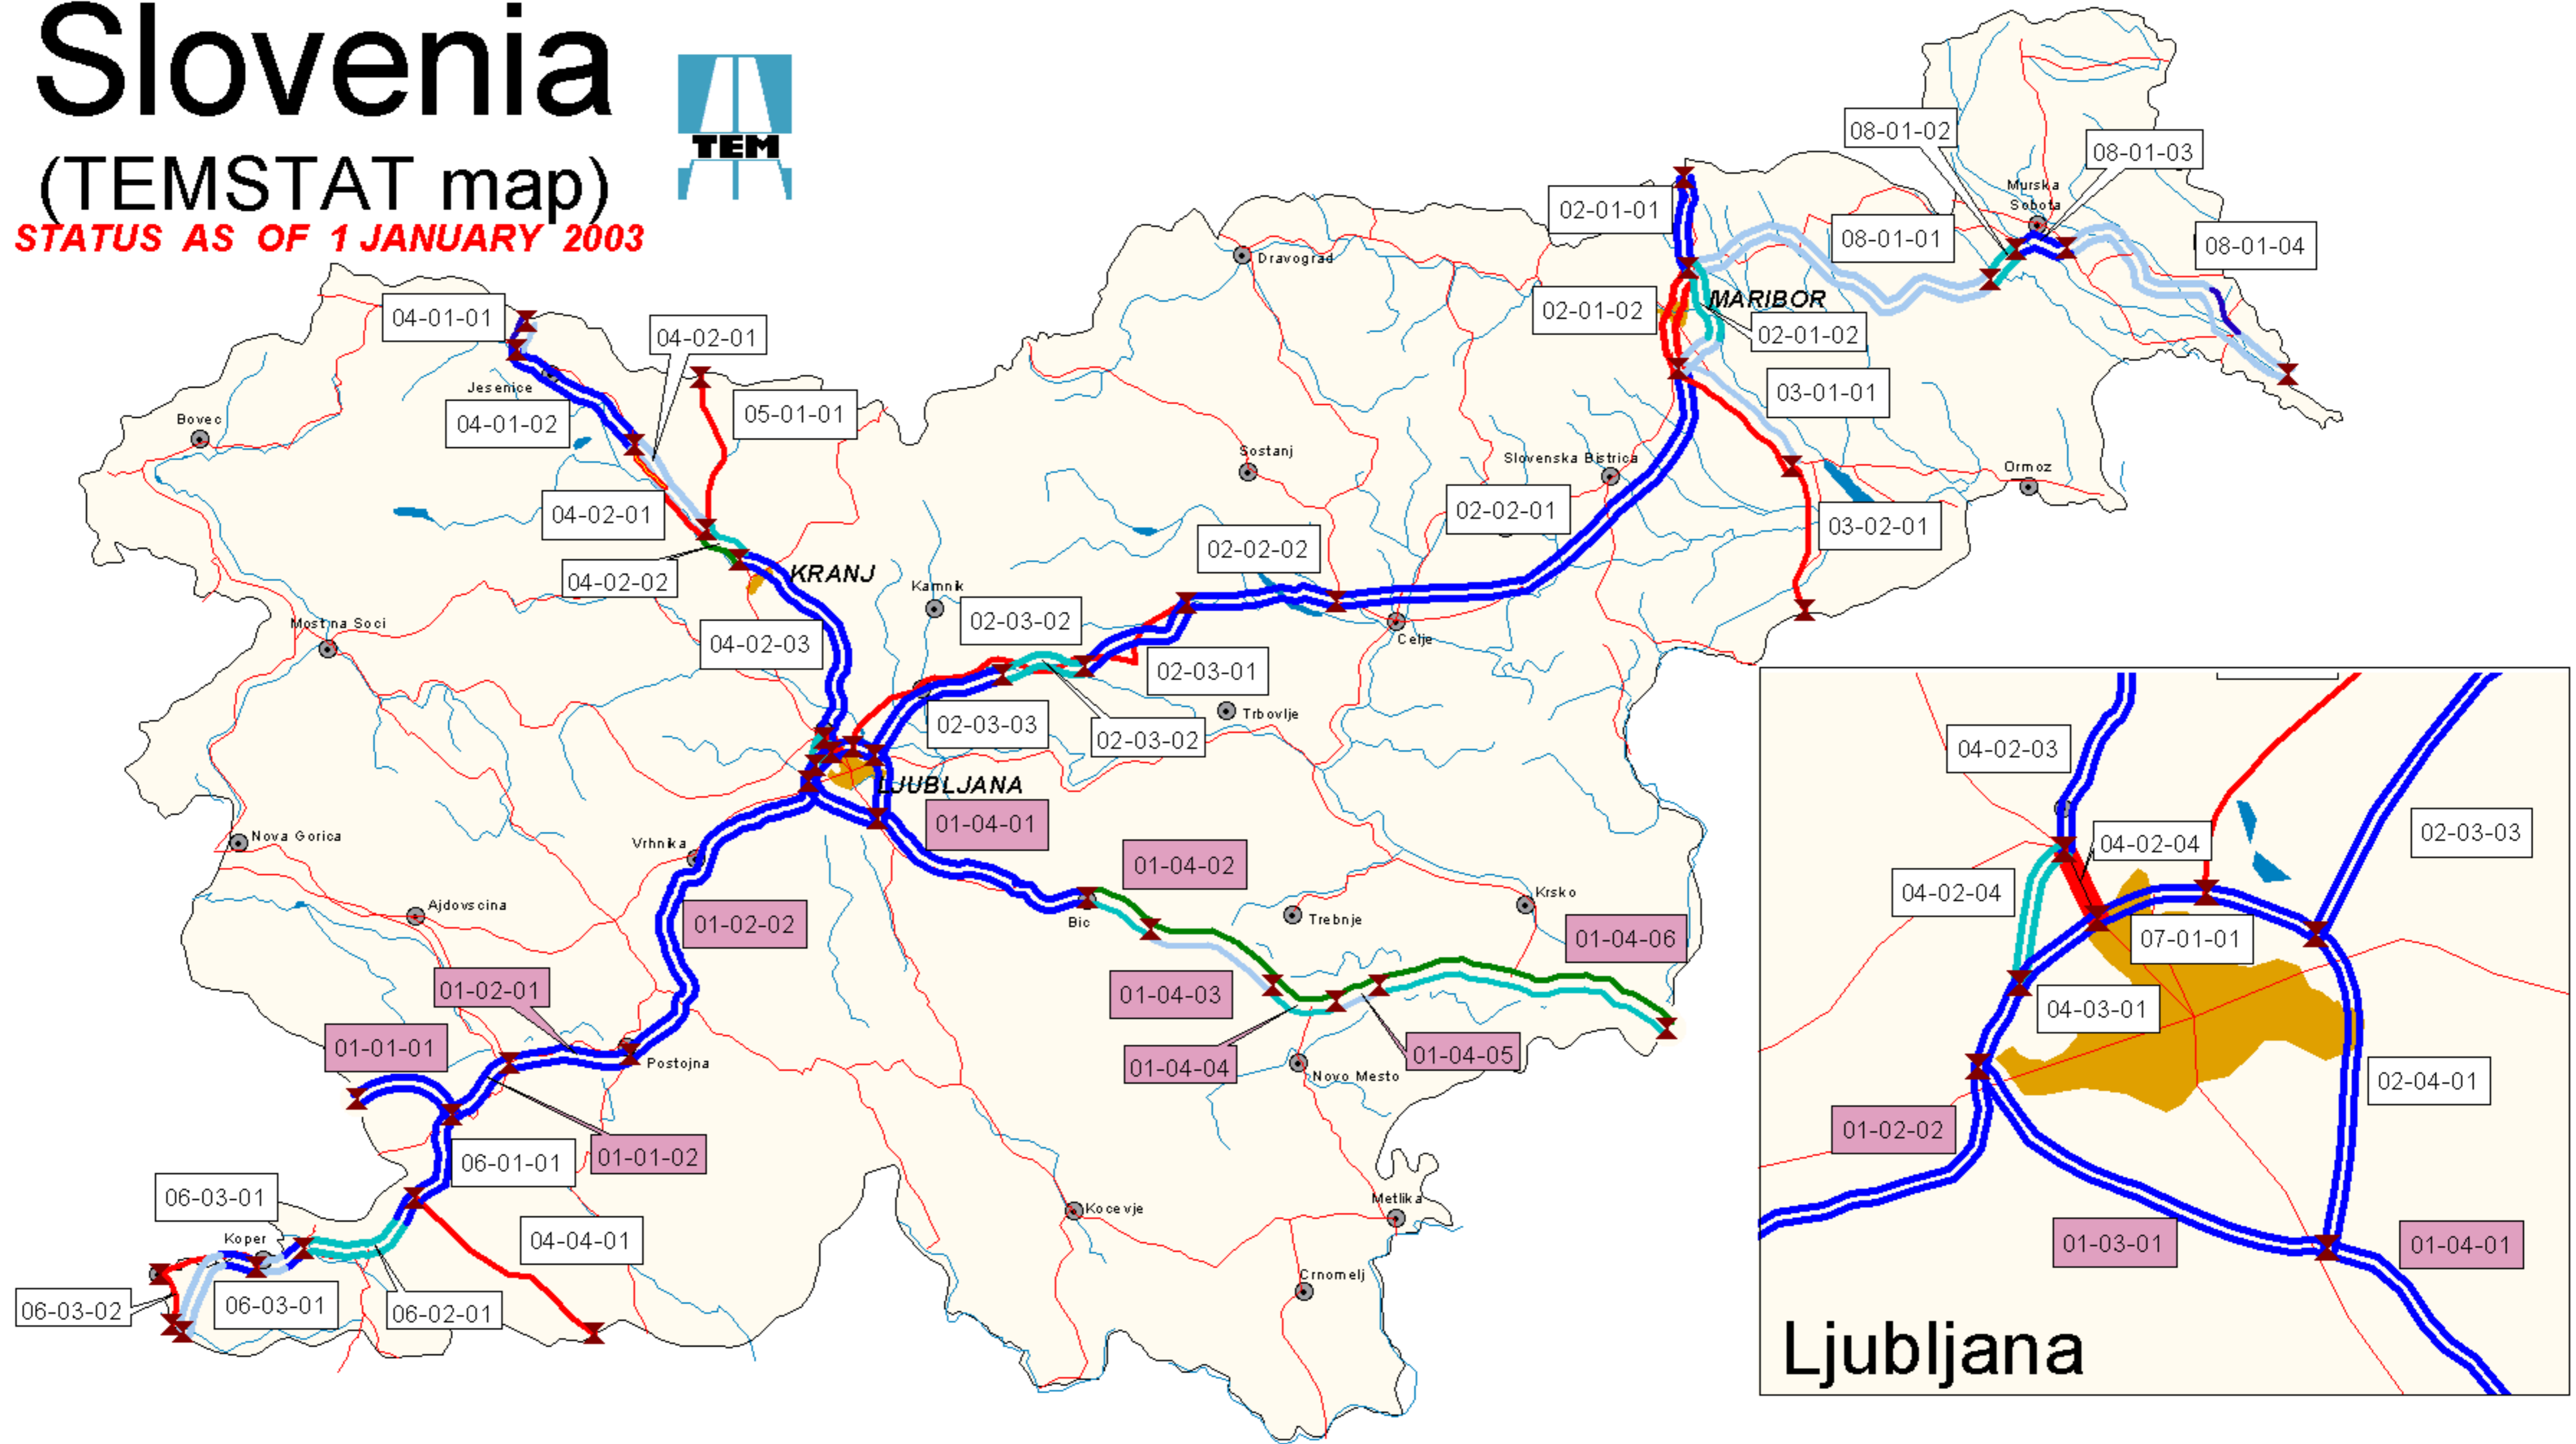 Slovenia
(TEMSTAT map)
STATUS AS OF 1 JANUARY 2003
TEM
08-01-02
08-01-03
Murska
Sobota
02-01-01
08-01-01
08-01-04
Dravograd
04-01-01
02-01-02
MARIBOR
02-01-02
04-02-01
Jesenice
03-01-01
05-01-01
Bovec
04-01-02
Sostanj
Slovenska Bistrica
Ormoz
04-02-01
02-02-01
03-02-01
02-02-02
04-02-02
KRANJ
Kamnik
02-03-02
Most na Soci
Celje
04-02-03
02-03-01
Trbovlje
02-03-03
02-03-02
LJUBLJANA
01-04-01
Nova Gorica
Vrhnika
01-04-02
Krsko
Ajdovscina
Bic
Trebnje
01-02-02
01-04-06
01-02-01
01-04-03
01-01-01
01-04-04
01-04-05
Postojna
Novo Mesto
06-01-01
01-01-02
06-03-01
Metlika
Kocevje
Koper
04-04-01
Crnomelj
06-03-02
06-03-01
06-02-01
04-02-03
02-03-03
04-02-04
04-02-04
07-01-01
04-03-01
02-04-01
01-02-02
01-03-01
01-04-01
Ljubljana